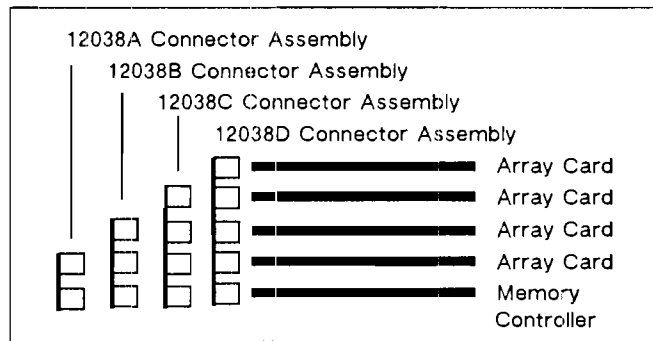 12038A Connector Assembly
12038B Connector Assembly
12038C Connector Assembly
12038D Connector Assembly
Array Card
Array Card
Array Card
Array Card
Memory
Controller